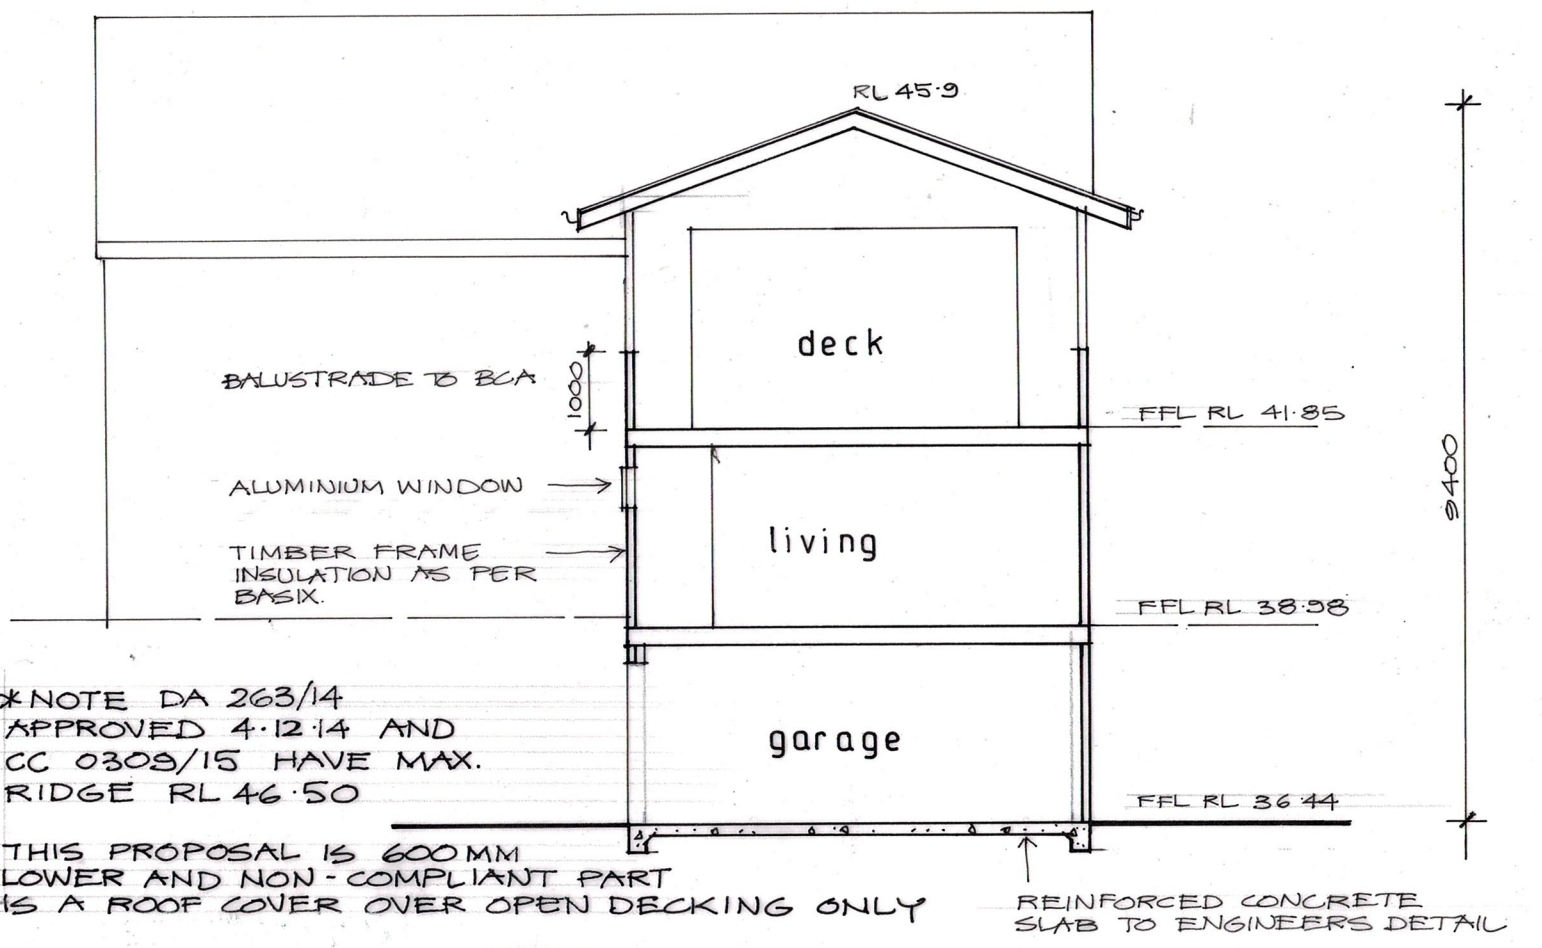 RL 45.9
deck
BALUSTRADE TO BCA
1000
FFL RL 41.85
ALUMINIUM WINDOW
9400
living
TIMBER FRAME
INSULATION AS PER
BASIX.
FFL RL 38.98
*NOTE DA 263/14
APPROVED 4.12.14 AND
CC 0309/15 HAVE MAX.
RIDGE RL 46.50
garage
FFL RL 36.44
THIS PROPOSAL IS 600MM
LOWER AND NON-COMPLIANT PART
IS A ROOF COVER OVER OPEN DECKING ONLY
REINFORCED CONCRETE
SLAB TO ENGINEERS DETAIL